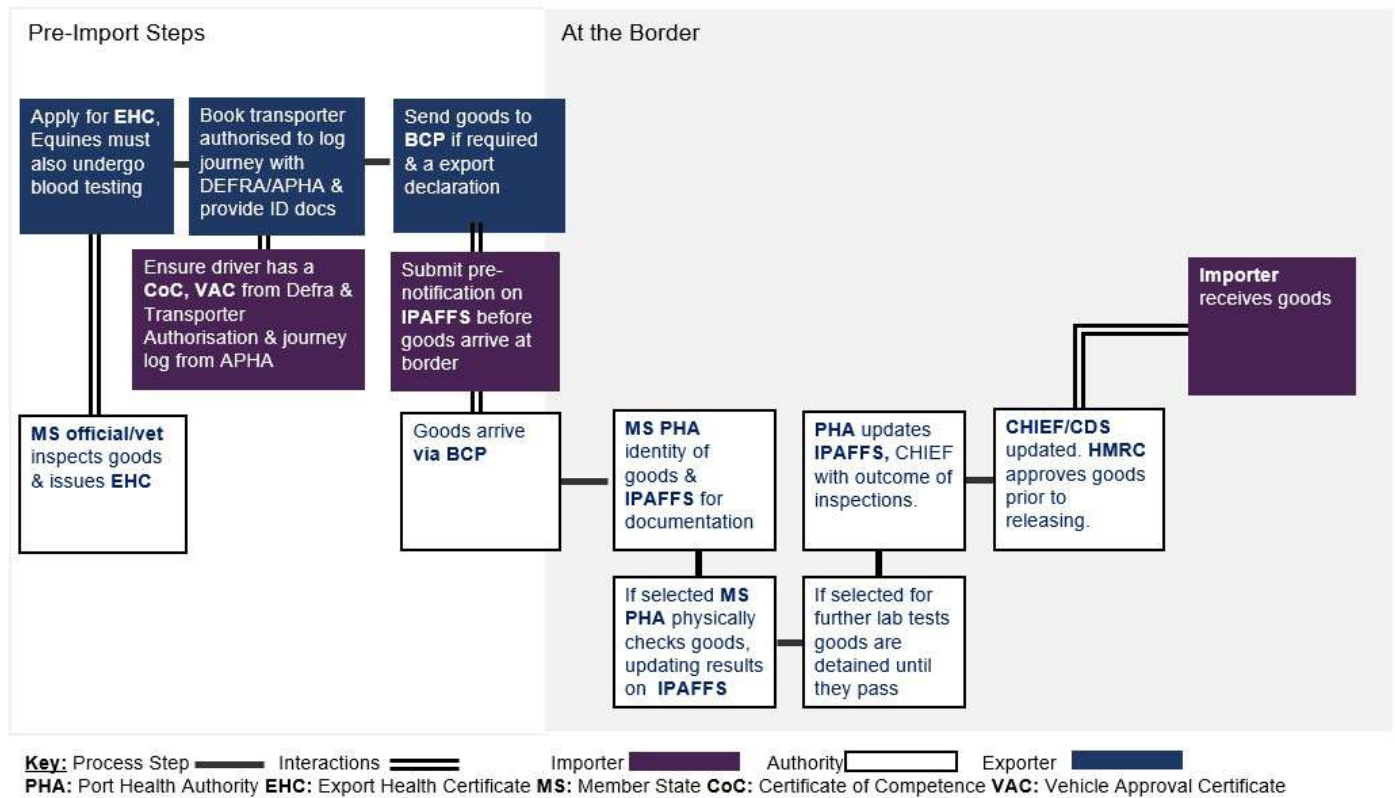 Pre-Import Steps
At the Border
Apply for EHC,
Equines must
also undergo
blood testing
Book transporter
authorised to log
journey with
DEFRA/APHA &
provide ID docs
Send goods to
BCP if required
& a export
declaration
Ensure driver has a
CoC, VAC from Defra &
Transporter
Authorisation & journey
log from APHA
Submit pre-
notification on
IPAFFS before
goods arrive at
border
Importer
receives goods
MS official/vet
inspects goods
& issues EHC
Goods arrive
via BCP
MS PHA
identity of
goods &
IPAFFS for
documentation
PHA updates
IPAFFS, CHIEF
with outcome of
inspections.
CHIEF/CDS
updated. HMRC
approves goods
prior to
releasing.
If selected MS
PHA physically
checks goods,
updating results
on IPAFFS
If selected for
further lab tests
goods are
detained until
they pass
Key: Process Step Interactions Importer Authority Exporter
PHA: Port Health Authority EHC: Export Health Certificate MS: Member State CoC: Certificate of Competence VAC: Vehicle Approval Certificate